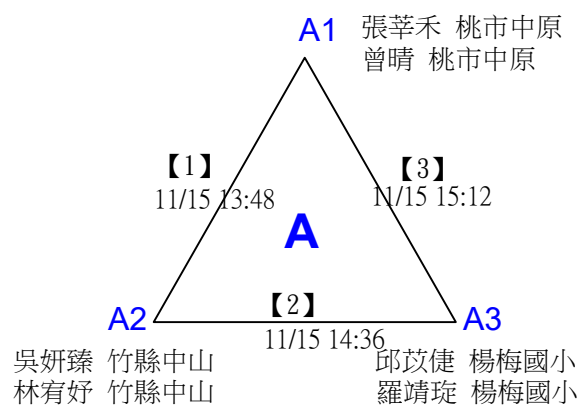 A1
張莘禾 桃市中原
曾晴 桃市中原
【1】
11/15 13:48
【3】
11/15 15:12
A
A2
【2】
11/15 14:36
A3
吳妍臻 竹縣中山
林宥妤 竹縣中山
邱苡倢 楊梅國小
羅靖琁 楊梅國小